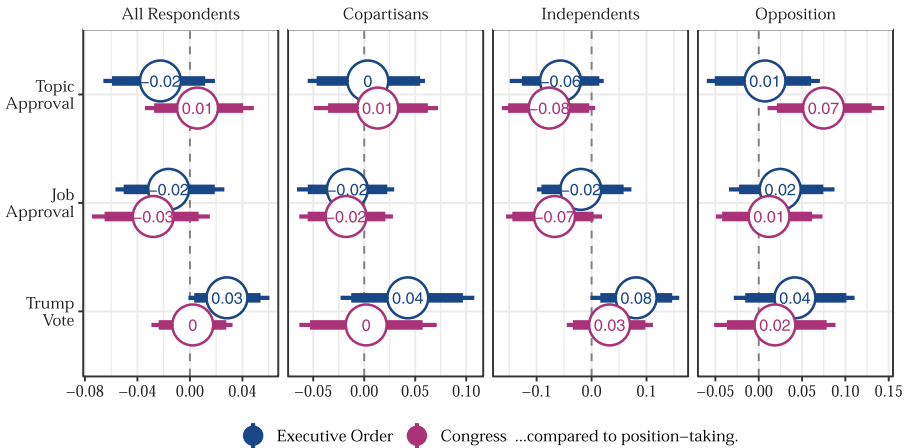 All Respondents Copartisans Independents Opposition
Topic
Approval
−0.02 0 −0.06 0.01
0.01 0.01 −0.08 0.07
Job
Approval
−0.02 −0.02 −0.02 0.02
−0.03 −0.02 −0.07 0.01
Trump
Vote
0.03 0.04 0.08 0.04
0 0 0.03 0.02
−0.08 −0.04 0.00 0.04 −0.05 0.00 0.05 0.10 −0.1 0.0 0.1 −0.05 0.00 0.05 0.10 0.15
Executive Order Congress ...compared to position−taking.